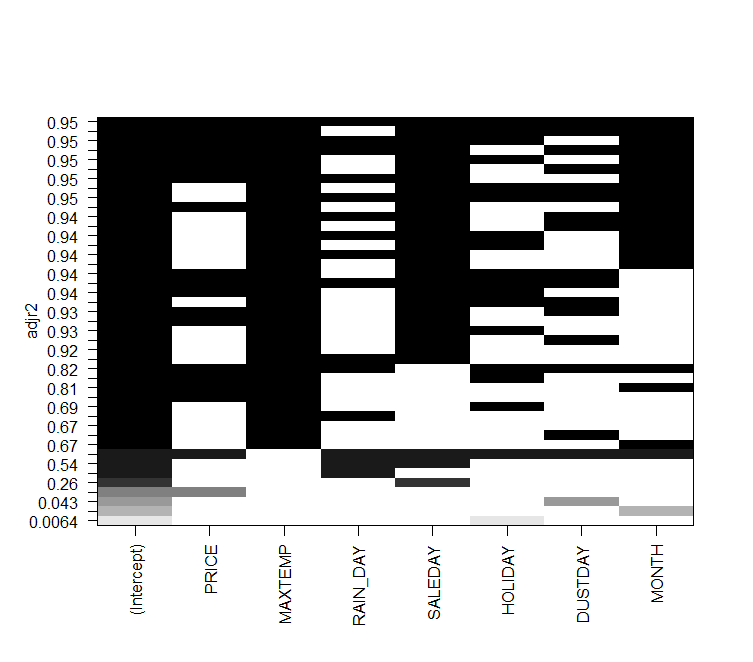 adjr2
0.95
0.95
0.95
0.95
0.95
0.94
0.94
0.94
0.94
0.94
0.93
0.93
0.92
0.82
0.81
0.69
0.67
0.67
0.54
0.26
0.043
0.0064
(Intercept)
PRICE
MAXTEMP
RAIN_DAY
SALEDAY
HOLIDAY
DUSTDAY
MONTH